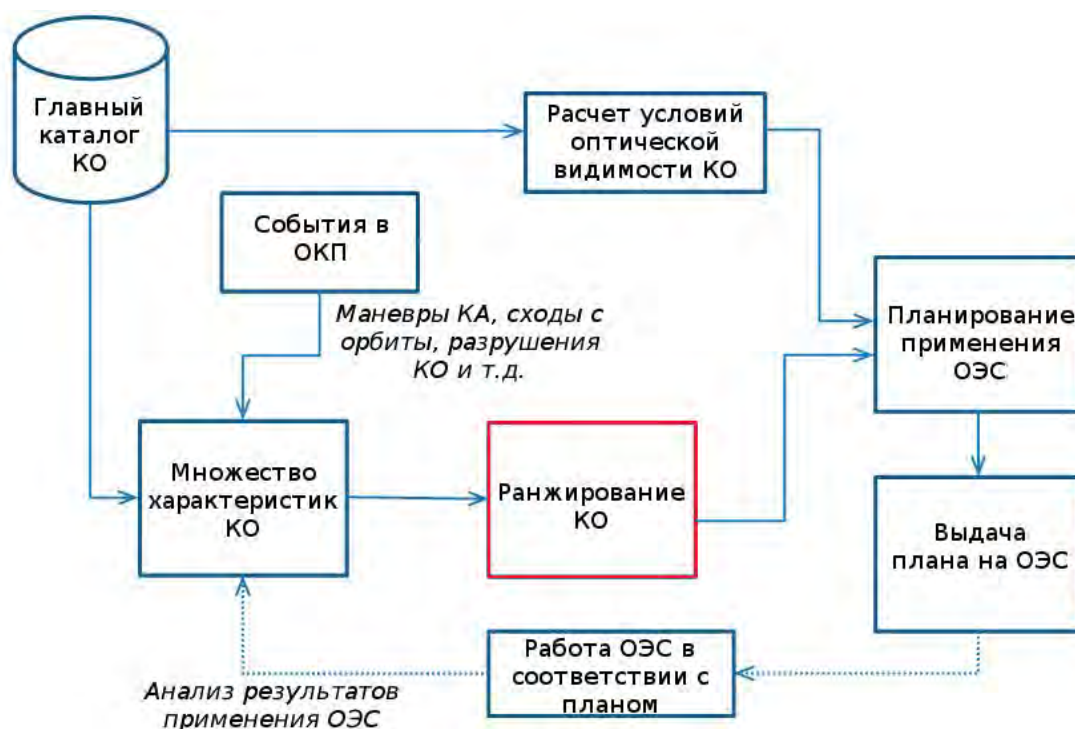 Главный
каталог
КО
Расчет условий
оптической
видимости КО
События в
ОКП
Маневры КА, сходы с
орбиты, разрушения
КО и т.д.
Планирование
применения
ОЭС
Множество
характеристик
КО
Ранжирование
КО
Выдача
плана на ОЭС
Работа ОЭС в
соответствии с
планом
Анализ результатов
применения ОЭС